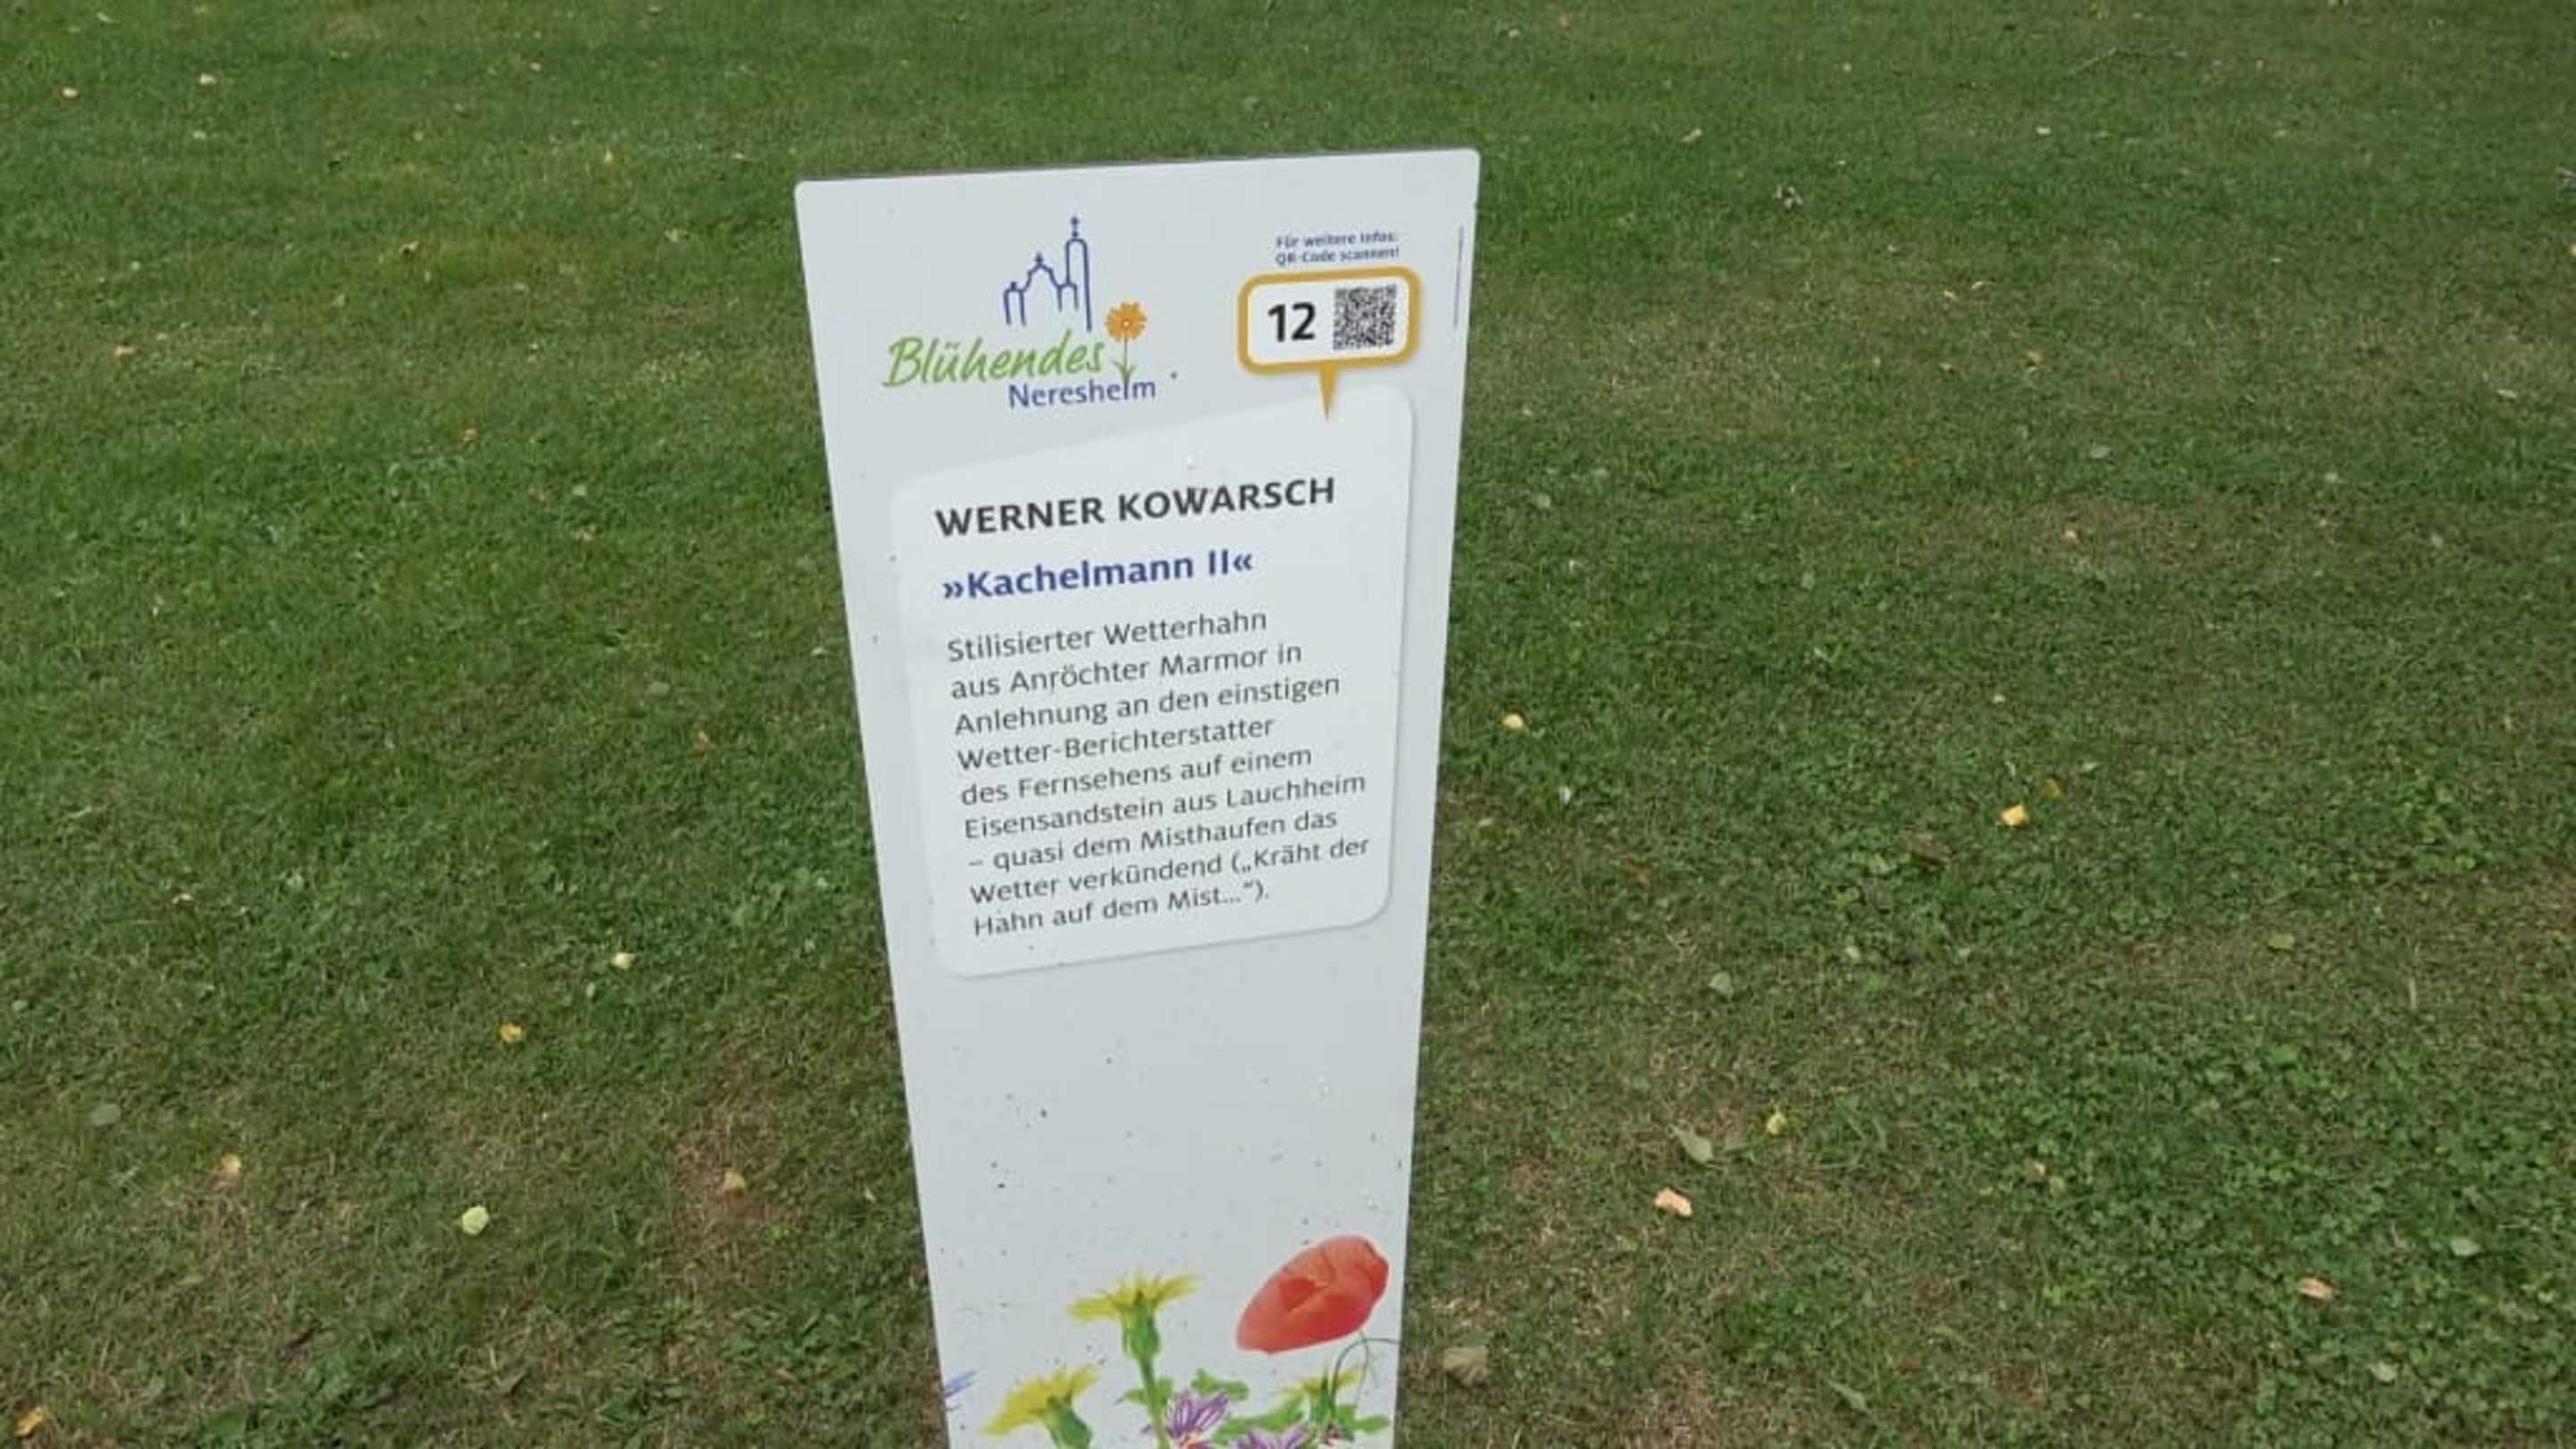 Blühendes
Neresheim
Für weitere Infos:
QR-Code scannen!
12
WERNER KOWARSCH
»Kachelmann II«
Stilisierter Wetterhahn
aus Anröchter Marmor in
Anlehnung an den einstigen
Wetter-Berichterstatter
des Fernsehens auf einem
Eisensandstein aus Lauchheim
– quasi dem Misthaufen das
Wetter verkündend („Kräht der
Hahn auf dem Mist...“).